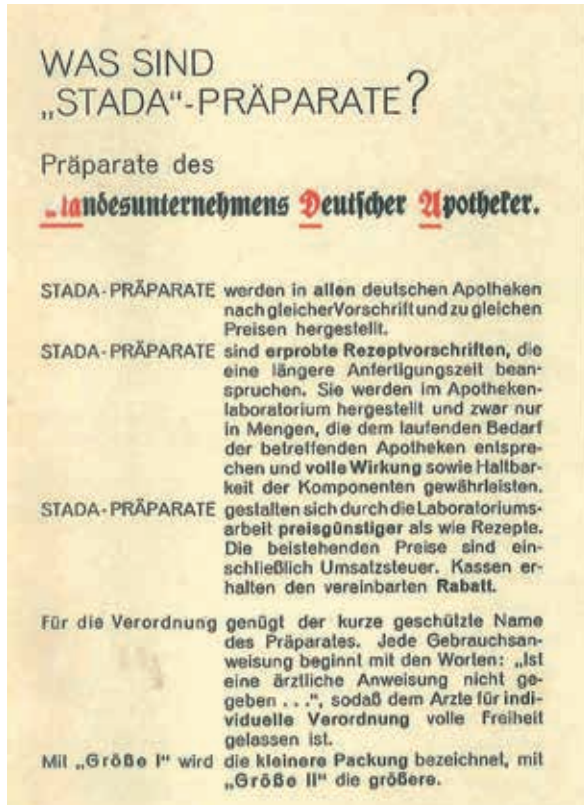 WAS SIND
„STADA“-PRÄPARATE?
Präparate des
tandesunternehmens Deutscher Apotheker.
STADA-PRÄPARATE werden in allen deutschen Apotheken
nach gleicher Vorschrift und zu gleichen
Preisen hergestellt.
STADA-PRÄPARATE sind erprobte Rezeptvorschriften, die
eine längere Anfertigungszeit bean-
spruchen. Sie werden im Apotheken-
laboratorium hergestellt und zwar nur
in Mengen, die dem laufenden Bedarf
der betreffenden Apotheken entspre-
chen und volle Wirkung sowie Haltbar-
keit der Komponenten gewährleisten.
STADA-PRÄPARATE gestalten sich durch die Laboratoriums-
arbeit preisgünstiger als wie Rezepte.
Die beistehenden Preise sind ein-
schließlich Umsatzsteuer. Kassen er-
halten den vereinbarten Rabatt.
Für die Verordnung genügt der kurze geschützte Name
des Präparates. Jede Gebrauchsan-
weisung beginnt mit den Worten: „Ist
eine ärztliche Anweisung nicht ge-
geben . . .“, sodaß dem Arzte für indi-
viduelle Verordnung volle Freiheit
gelassen ist.
Mit „Größe I“ wird die kleinere Packung bezeichnet, mit
„Größe II“ die größere.